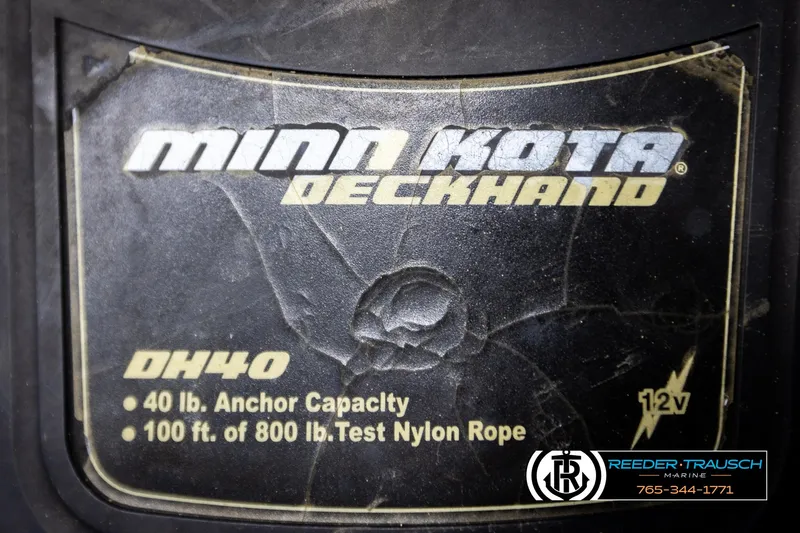 MINN KOTA®
DECKHAND
DH40
• 40 lb. Anchor Capacity
• 100 ft. of 800 lb.Test Nylon Rope
12v
RT
REEDER·TRAUSCH
MARINE
765-344-1771